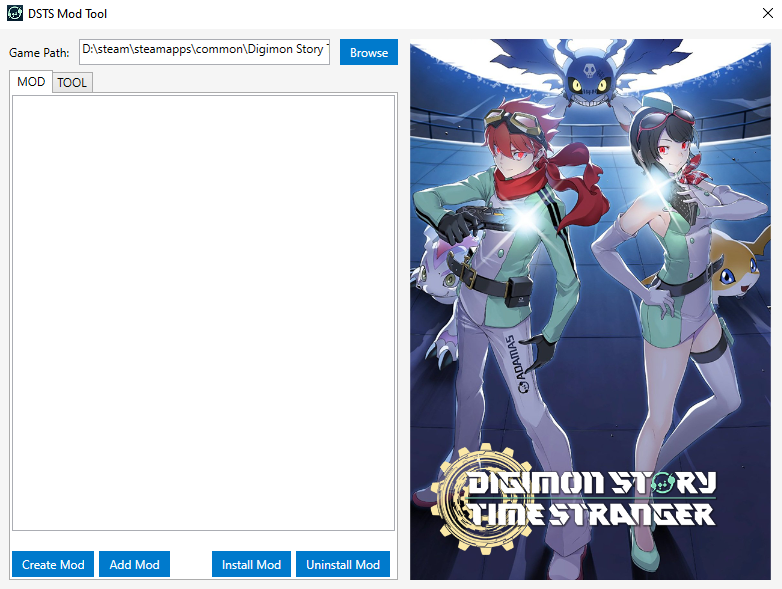 DSTS Mod Tool
Game Path: D:\steam\steamapps\common\Digimon Story T Browse
MOD TOOL
ADAMAS
DIGIMON STORY
TIME STRANGER
Create Mod Add Mod Install Mod Uninstall Mod